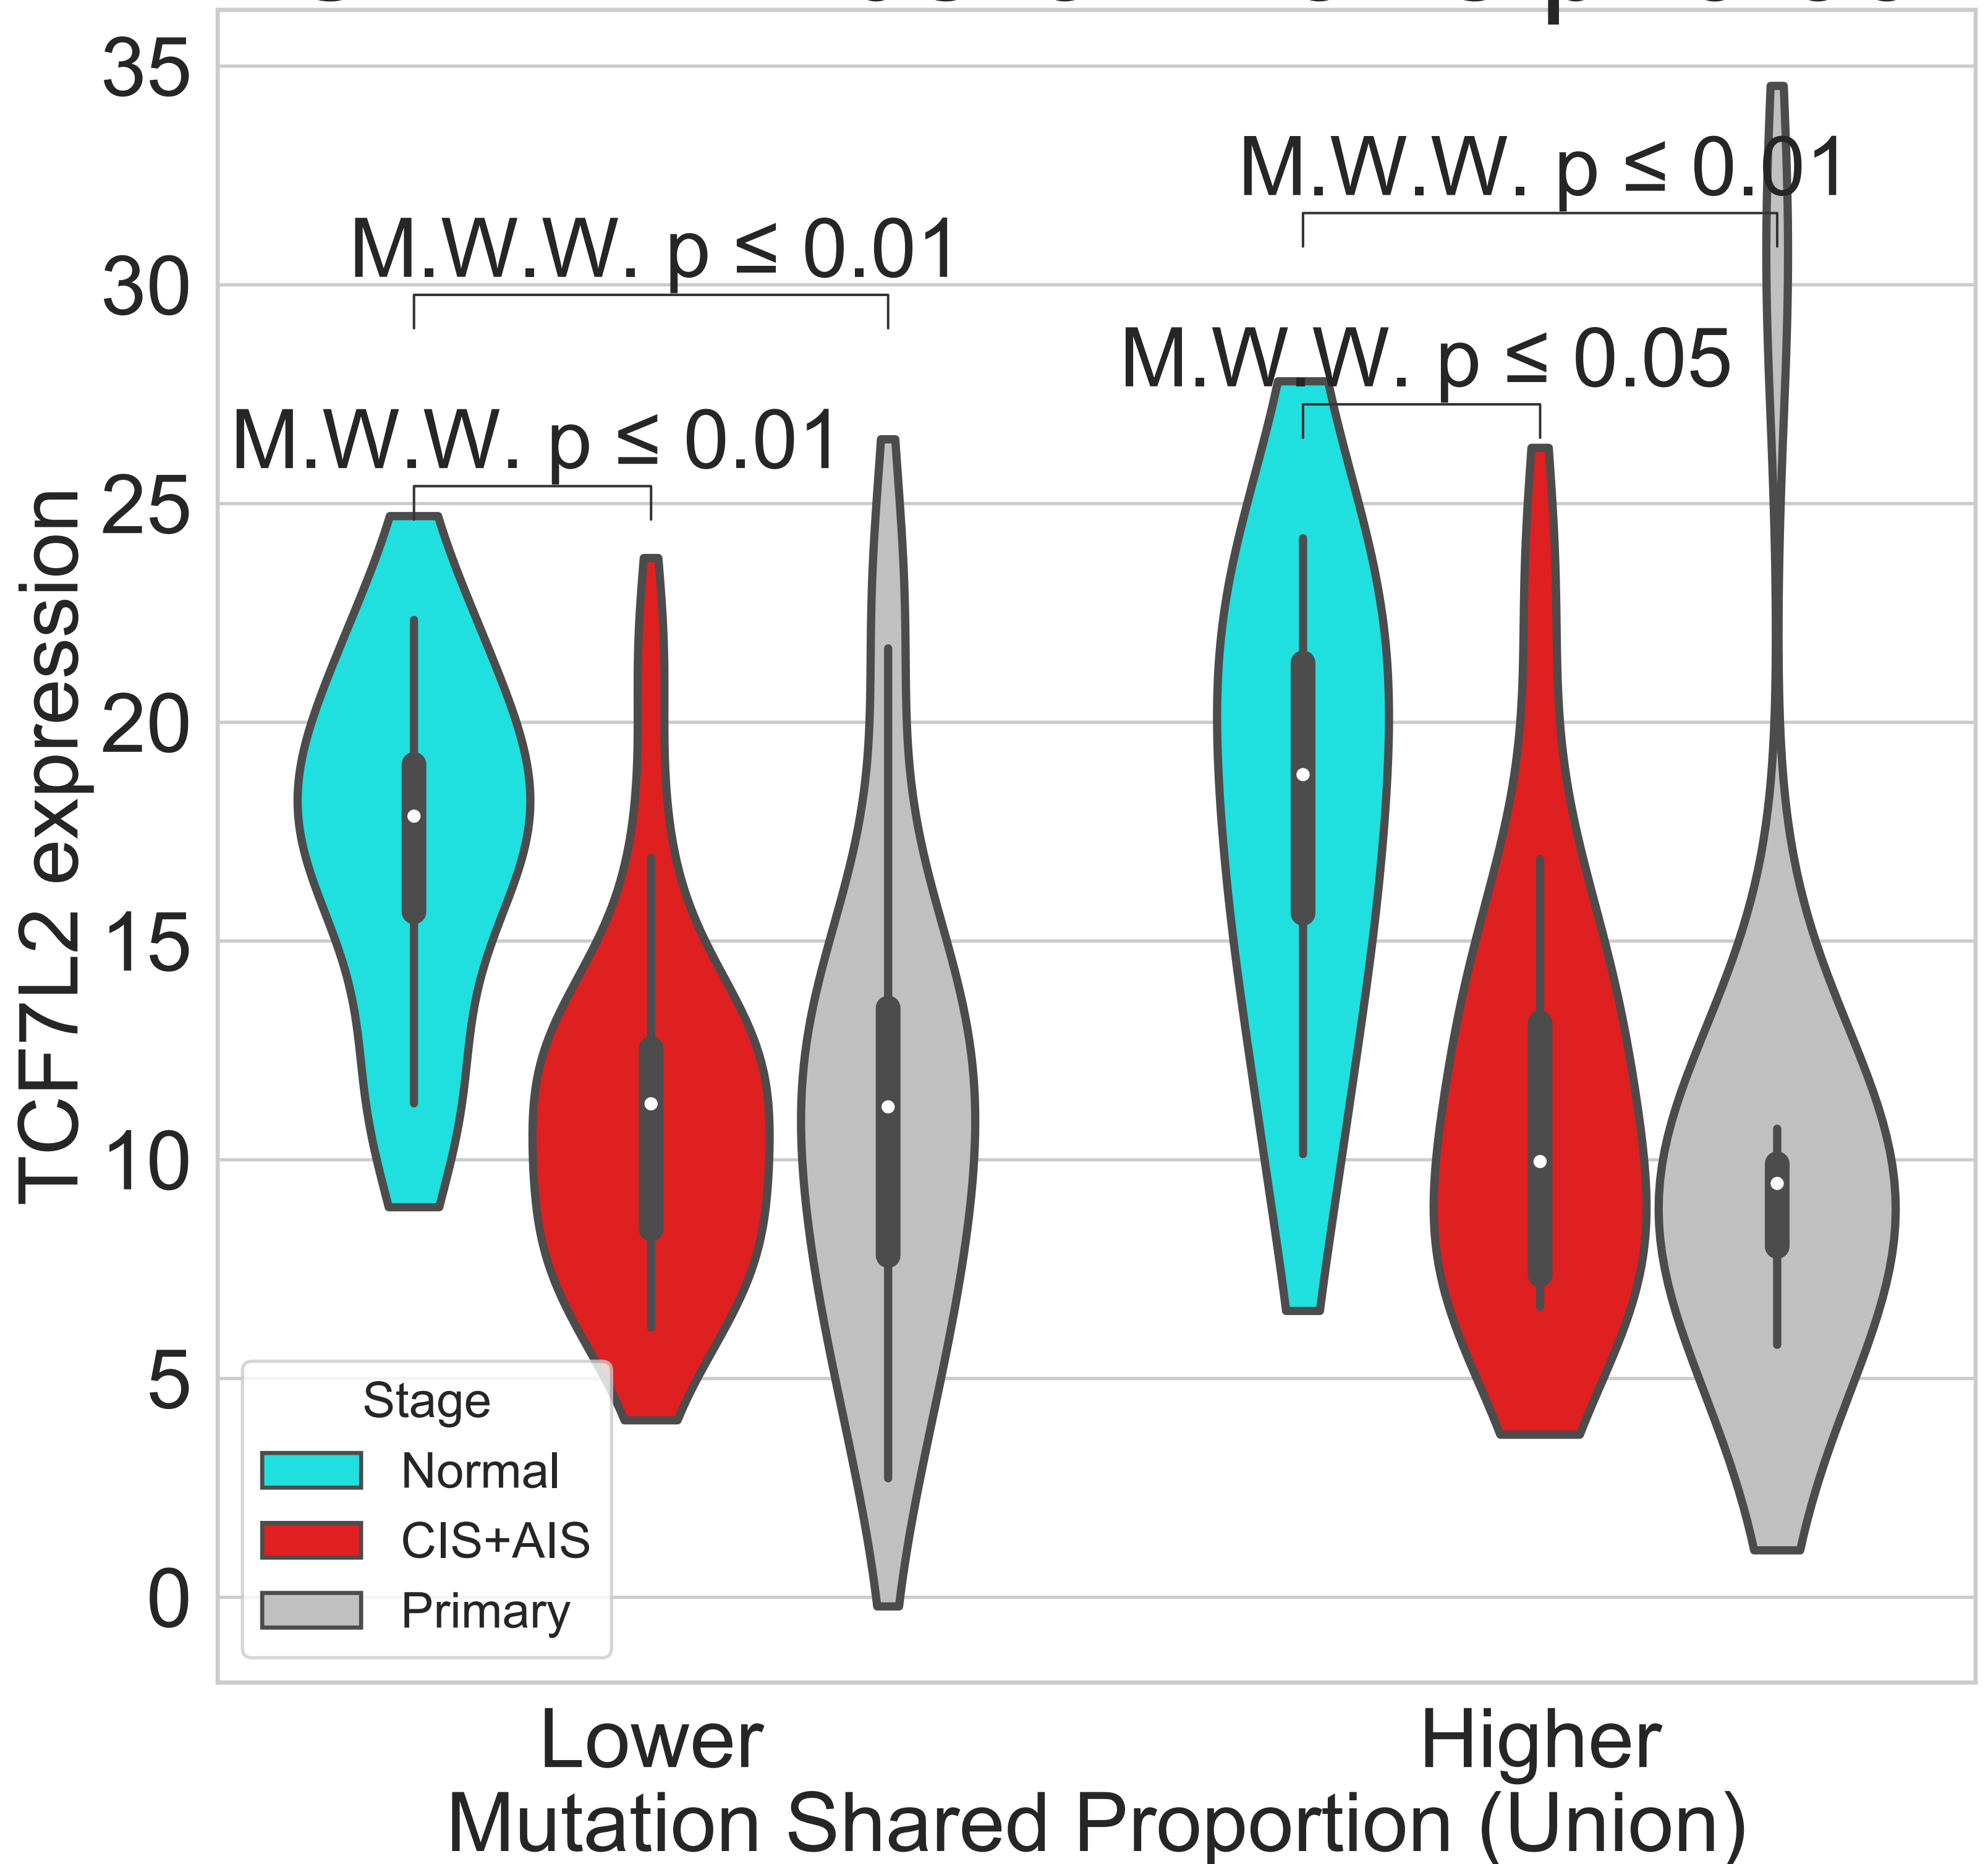 35
30
25
20
15
10
5
0
TCF7L2 expression
M.W.W. p ≤ 0.01
M.W.W. p ≤ 0.01
M.W.W. p ≤ 0.01
M.W.W. p ≤ 0.05
Stage
Normal
CIS+AIS
Primary
Lower
Higher
Mutation Shared Proportion (Union)